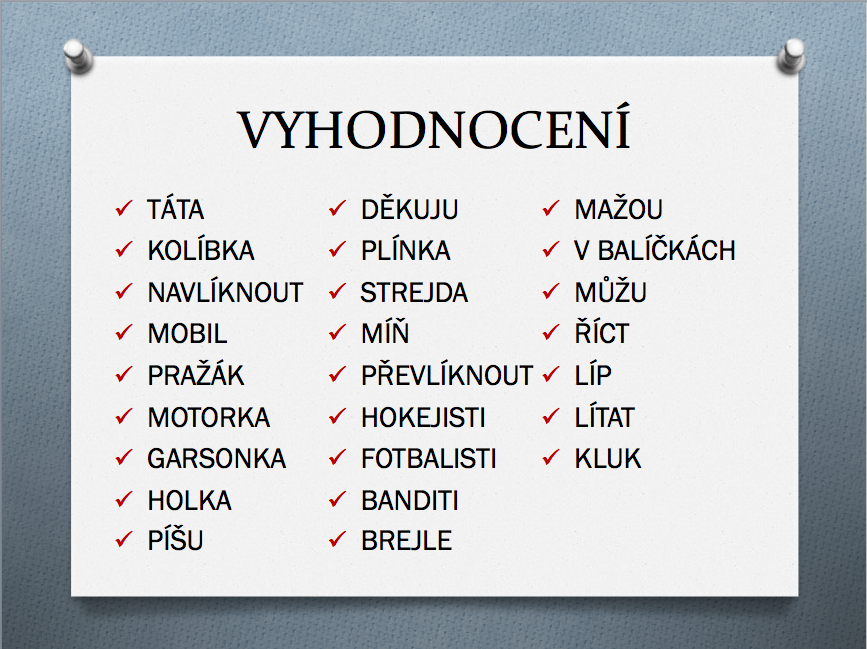 VYHODNOCENÍ
TÁTA
KOLÍBKA
NAVLÍKNOUT
MOBIL
PRAŽÁK
MOTORKA
GARSONKA
HOLKA
PÍŠU
DĚKUJU
PLÍNKA
STREJDA
MÍŇ
PŘEVLÍKNOUT
HOKEJISTI
FOTBALISTI
BANDITI
BREJLE
MAŽOU
V BALÍČKÁCH
MŮŽU
ŘÍCT
LÍP
LÍTAT
KLUK